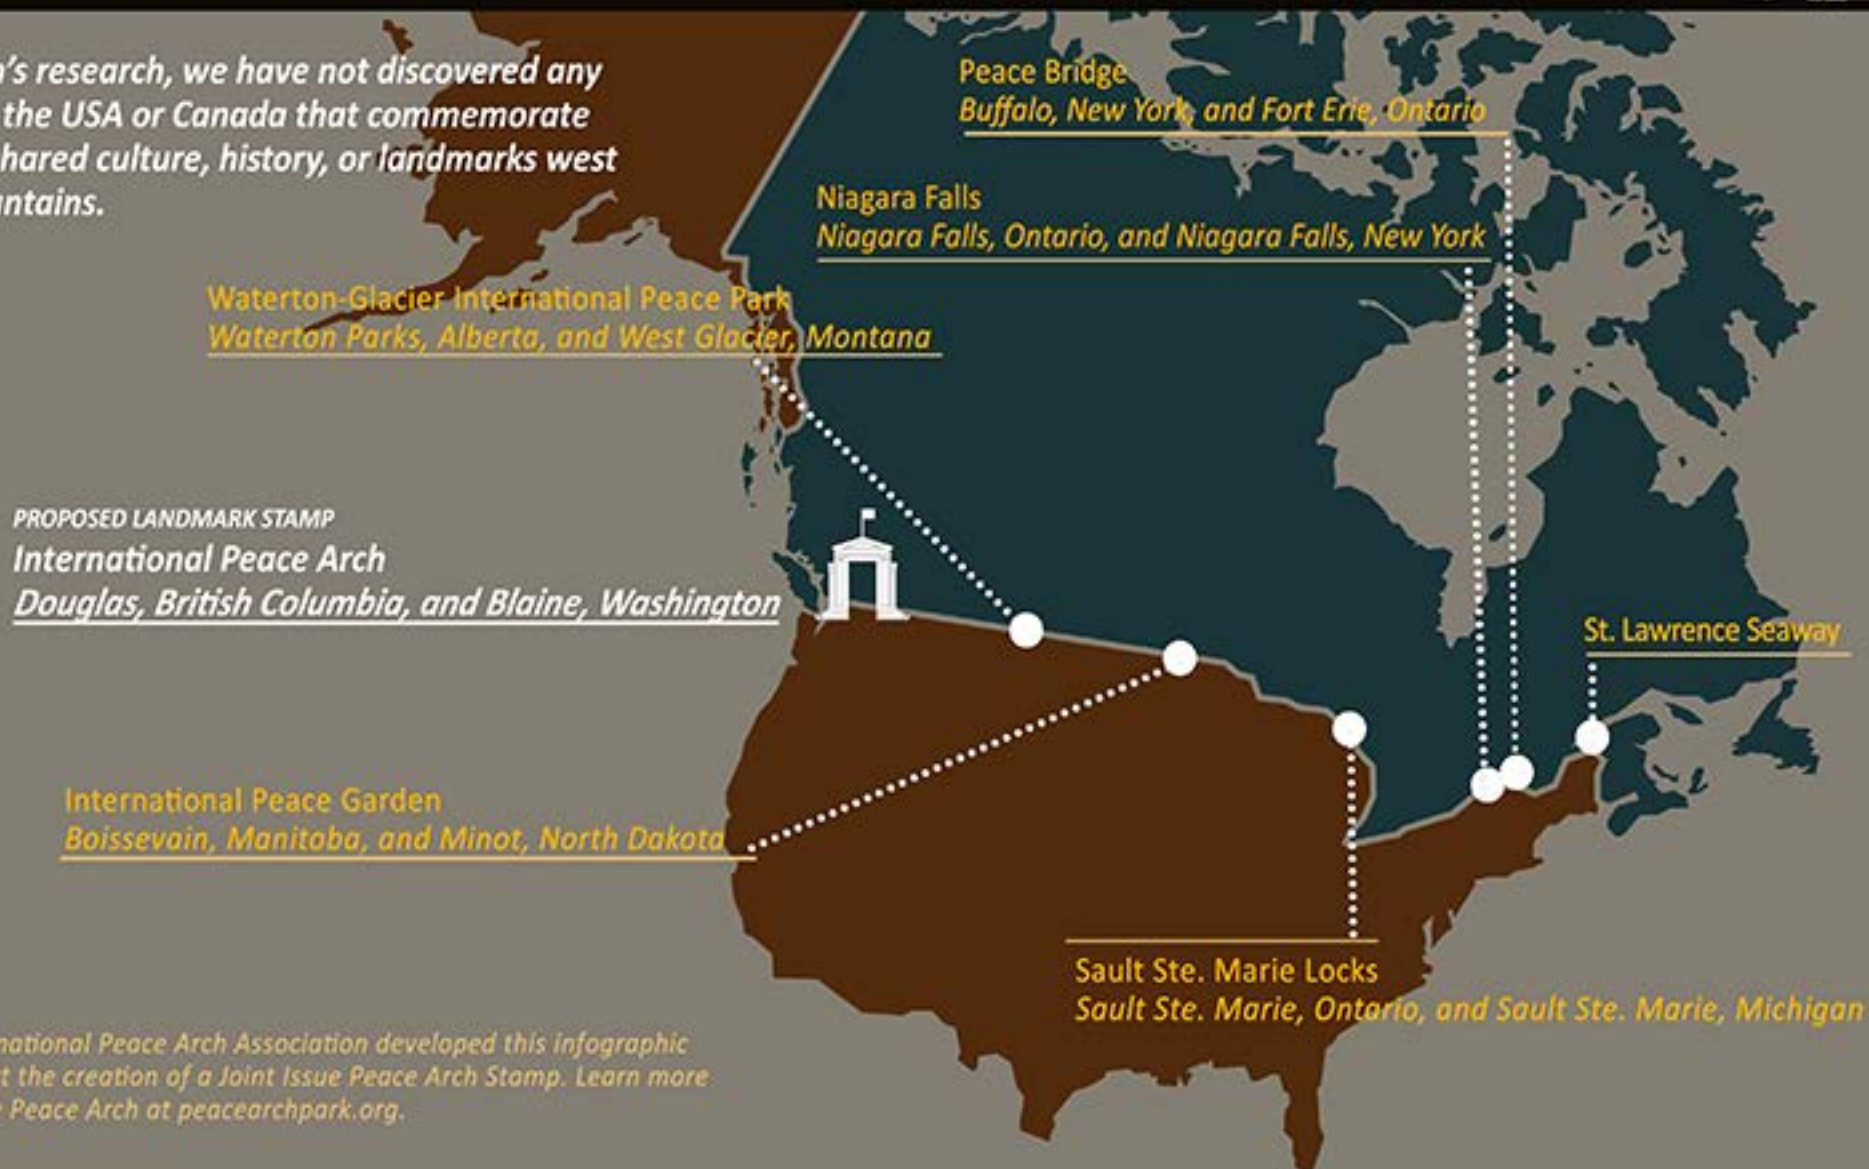 's research, we have not discovered any
the USA or Canada that commemorate
hared culture, history, or landmarks west
untains.
Peace Bridge
Buffalo, New York, and Fort Erie, Ontario
Niagara Falls
Niagara Falls, Ontario, and Niagara Falls, New York
Waterton-Glacier International Peace Park
Waterton Parks, Alberta, and West Glacier, Montana
PROPOSED LANDMARK STAMP
International Peace Arch
Douglas, British Columbia, and Blaine, Washington
St. Lawrence Seaway
International Peace Garden
Boissevain, Manitoba, and Minot, North Dakota
Sault Ste. Marie Locks
Sault Ste. Marie, Ontario, and Sault Ste. Marie, Michigan
national Peace Arch Association developed this infographic
t the creation of a Joint Issue Peace Arch Stamp. Learn more
Peace Arch at peacearchpark.org.